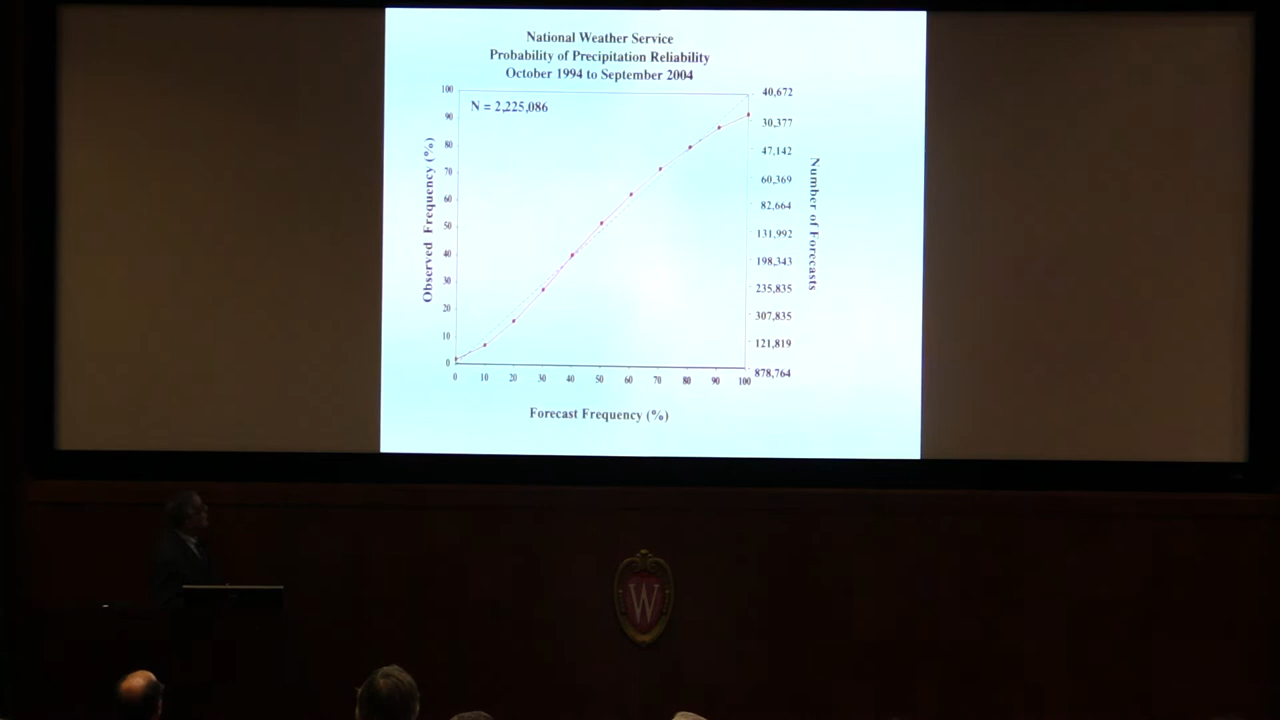 National Weather Service
Probability of Precipitation Reliability
October 1994 to September 2004
N = 2,225,086
Observed Frequency (%)
100
90
80
70
60
50
40
30
20
10
0
0 10 20 30 40 50 60 70 80 90 100
Forecast Frequency (%)
40,672
30,377
47,142
60,369
82,664
131,992
198,343
235,835
307,835
121,819
878,764
Number of Forecasts
W